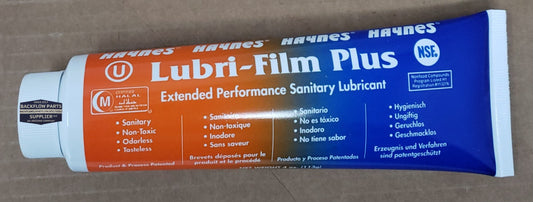 HAYNES HAYNES HAYNES HAYNES
U
Lubri-Film Plus
NSF.
Nonfood Compounds
Extended Performance Sanitary Lubricant
M
HALAL
BACKFLOW PARTS
SUPPLIER
• Sanitary
• Non-Toxic
• Odorless
• Tasteless
Product & Process Patented
• Sanitaire
• Non-toxique
• Inodore
• Sans saveur
Brevets déposés pour le
produit et le procédé
• Sanitario
• No es tóxico
• Inodoro
• No tiene sabor
Producto y Proceso Patentados
• Hygienisch
• Ungiftig
• Geruchlos
• Geschmacklos
Erzeugnis und Verfahren
sind patentgeschützt